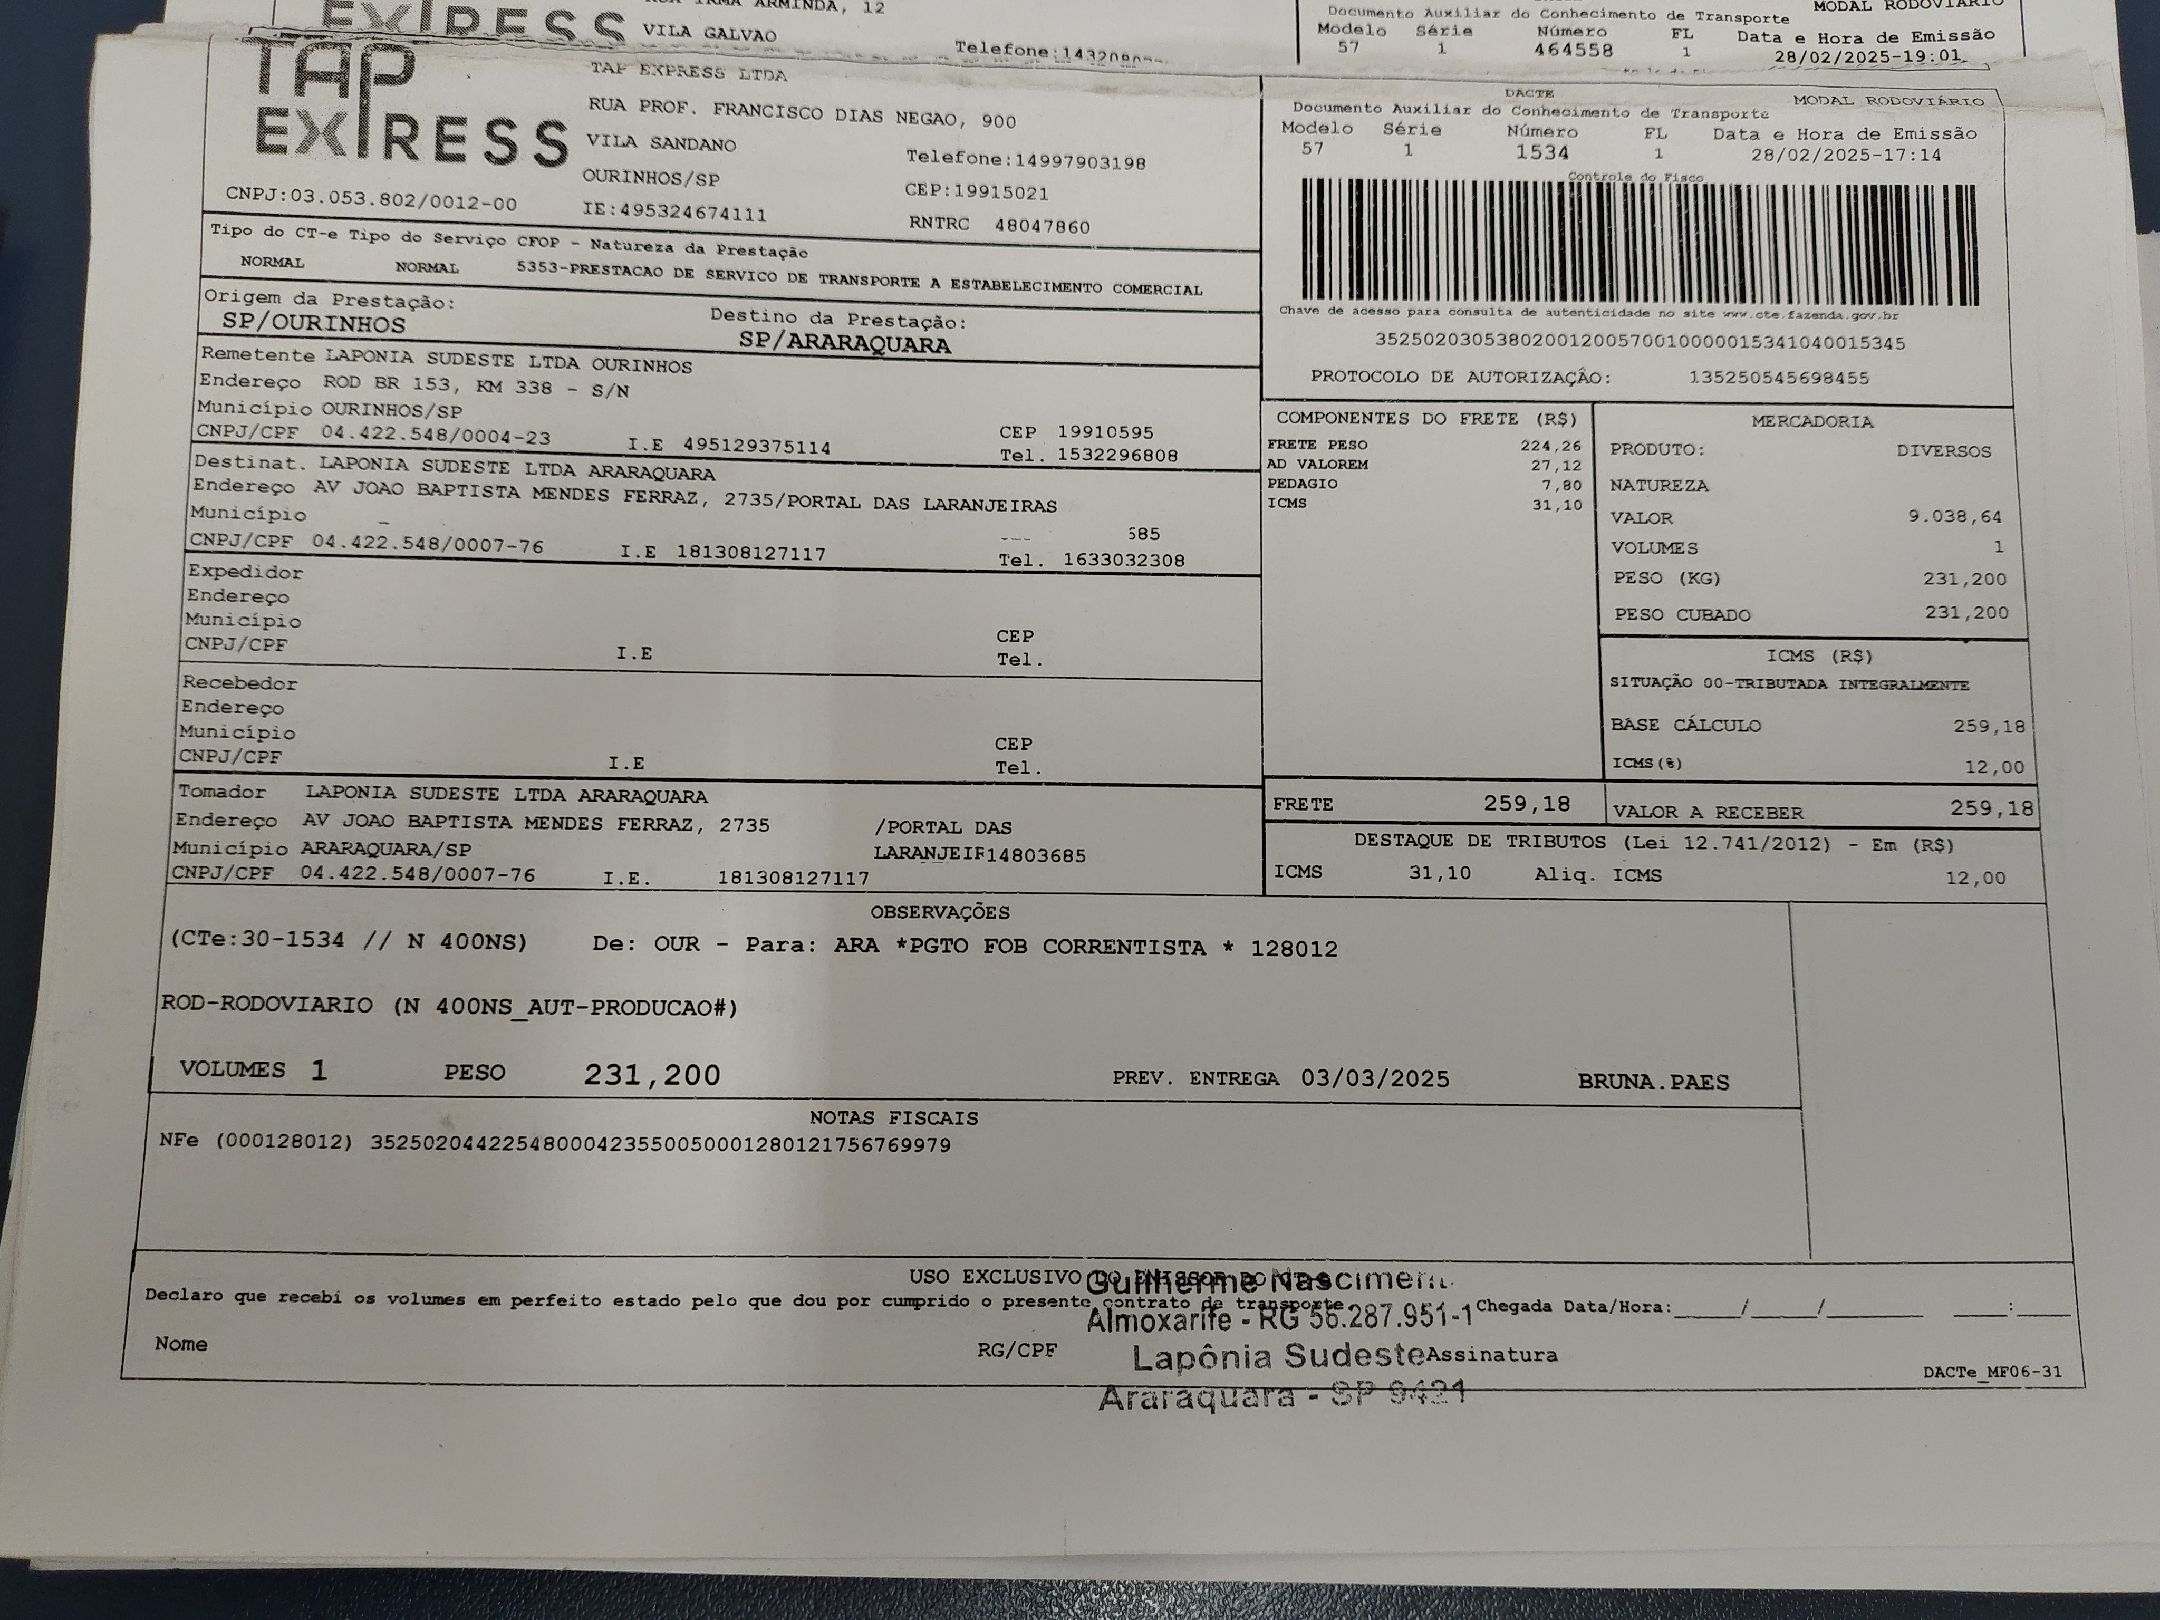 ARMINDA, 12
EXPRESS VILA GALVAO
Documento Auxiliar do Conhecimento de Transporte MODAL RODOVIÁRIO
Modelo Série Número FL Data e Hora de Emissão
57 1 464558 1 28/02/2025-19:01
TAP EXPRESS
TAP EXPRESS LTDA
RUA PROF. FRANCISCO DIAS NEGAO, 900
VILA SANDANO Telefone:14997903198
OURINHOS/SP CEP:19915021
CNPJ:03.053.802/0012-00 IE:495324674111 RNTRC 48047860
DACTE MODAL RODOVIÁRIO
Documento Auxiliar do Conhecimento de Transporte
Modelo Série Número FL Data e Hora de Emissão
57 1 1534 1 28/02/2025-17:14
Controle do Fisco
Chave de acesso para consulta de autenticidade no site www.cte.fazenda.gov.br
35250203053802001200570010000015341040015345
PROTOCOLO DE AUTORIZAÇÃO: 135250545698455
Tipo do CT-e Tipo do Serviço CFOP - Natureza da Prestação
NORMAL NORMAL 5353-PRESTACAO DE SERVICO DE TRANSPORTE A ESTABELECIMENTO COMERCIAL
Origem da Prestação: Destino da Prestação:
SP/OURINHOS SP/ARARAQUARA
Remetente LAPONIA SUDESTE LTDA OURINHOS
Endereço ROD BR 153, KM 338 - S/N
Município OURINHOS/SP CEP 19910595
CNPJ/CPF 04.422.548/0004-23 I.E 495129375114 Tel. 1532296808
Destinat. LAPONIA SUDESTE LTDA ARARAQUARA
Endereço AV JOAO BAPTISTA MENDES FERRAZ, 2735/PORTAL DAS LARANJEIRAS
Município 685
CNPJ/CPF 04.422.548/0007-76 I.E 181308127117 Tel. 1633032308
Expedidor
Endereço
Município CEP
CNPJ/CPF I.E Tel.
Recebedor
Endereço
Município CEP
CNPJ/CPF I.E Tel.
Tomador LAPONIA SUDESTE LTDA ARARAQUARA
Endereço AV JOAO BAPTISTA MENDES FERRAZ, 2735 /PORTAL DAS
Município ARARAQUARA/SP LARANJEIF14803685
CNPJ/CPF 04.422.548/0007-76 I.E. 181308127117
COMPONENTES DO FRETE (R$)
FRETE PESO 224,26
AD VALOREM 27,12
PEDAGIO 7,80
ICMS 31,10
MERCADORIA
PRODUTO: DIVERSOS
NATUREZA
VALOR 9.038,64
VOLUMES 1
PESO (KG) 231,200
PESO CUBADO 231,200
ICMS (R$)
SITUAÇÃO 00-TRIBUTADA INTEGRALMENTE
BASE CÁLCULO 259,18
ICMS(%) 12,00
FRETE 259,18 VALOR A RECEBER 259,18
DESTAQUE DE TRIBUTOS (Lei 12.741/2012) - Em (R$)
ICMS 31,10 Aliq. ICMS 12,00
OBSERVAÇÕES
(CTe:30-1534 // N 400NS) De: OUR - Para: ARA *PGTO FOB CORRENTISTA * 128012
ROD-RODOVIARIO (N 400NS_AUT-PRODUCAO#)
VOLUMES 1 PESO 231,200 PREV. ENTREGA 03/03/2025 BRUNA.PAES
NOTAS FISCAIS
NFe (000128012) 35250204422548000423550050001280121756769979
USO EXCLUSIVO DO EMISSOR DO
Declaro que recebi os volumes em perfeito estado pelo que dou por cumprido o presente contrato de transporte Chegada Data/Hora:____/____/______ ___:___
Nome RG/CPF Assinatura
DACTe_MF06-31
Guilherme
Almoxarife - RG 56.287.951-1
Lapônia Sudeste
Araraquara - SP 9421